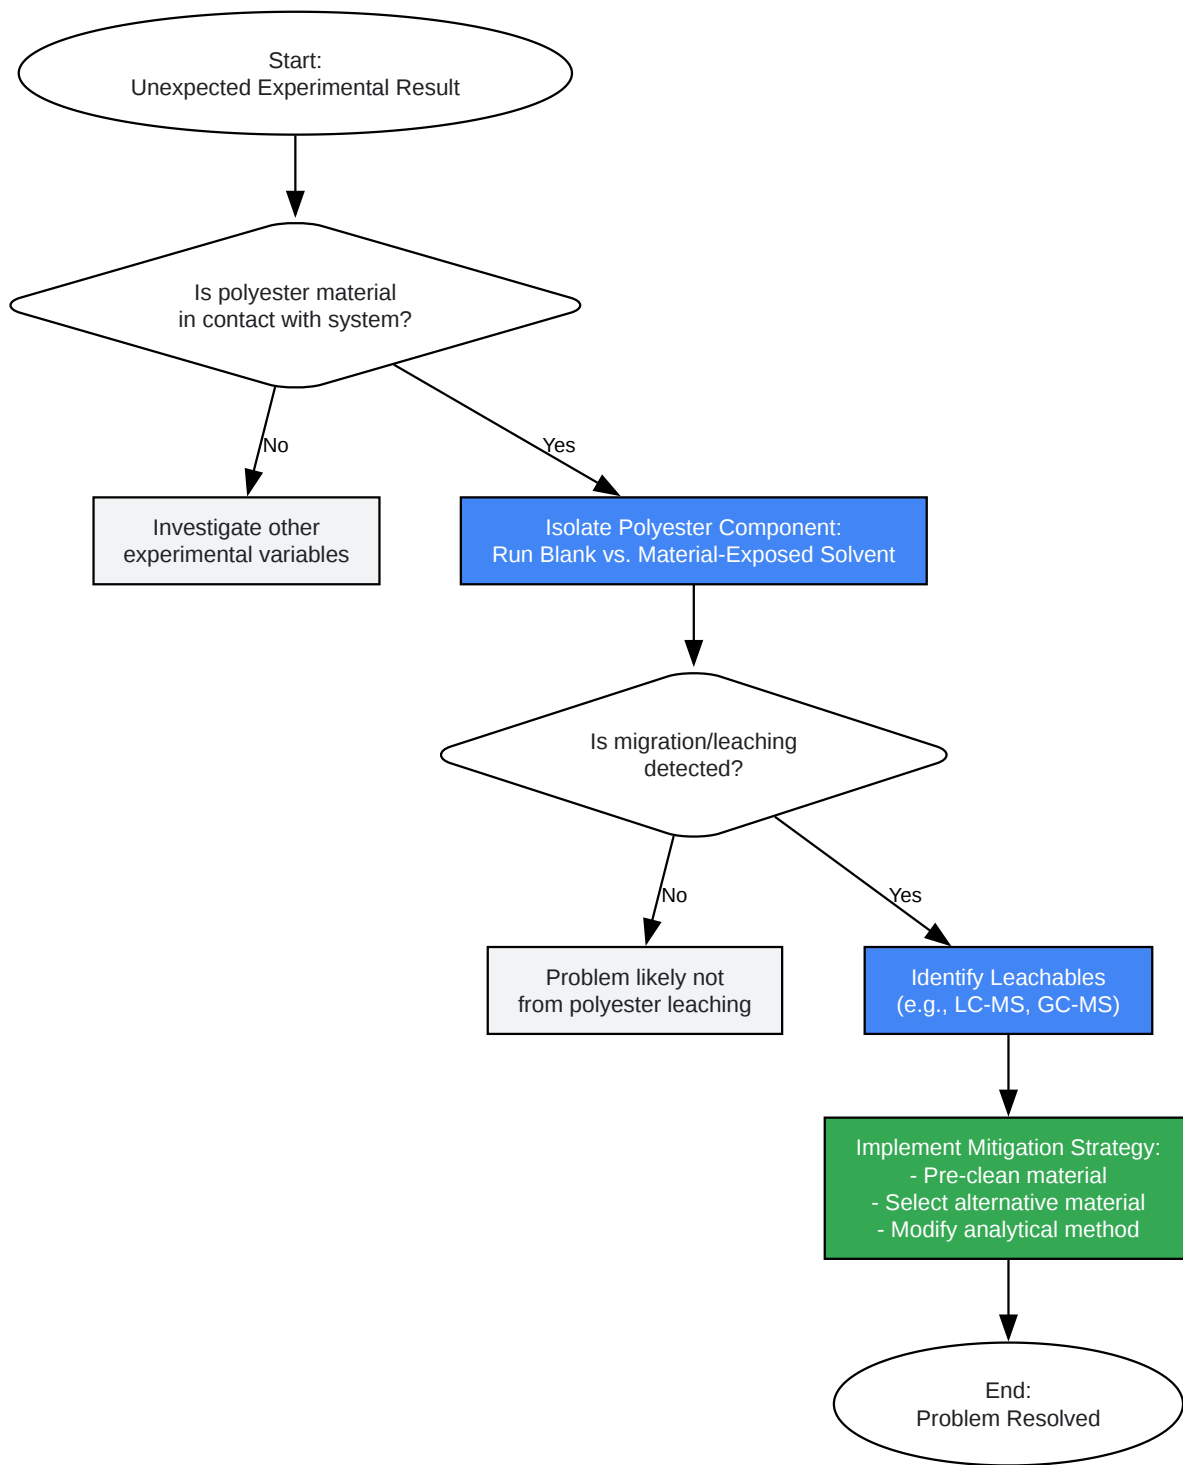 Start:
Unexpected Experimental Result
Is polyester material
in contact with system?
No
Yes
Investigate other
experimental variables
Isolate Polyester Component:
Run Blank vs. Material-Exposed Solvent
Is migration/leaching
detected?
No
Yes
Problem likely not
from polyester leaching
Identify Leachables
(e.g., LC-MS, GC-MS)
Implement Mitigation Strategy:
- Pre-clean material
- Select alternative material
- Modify analytical method
End:
Problem Resolved